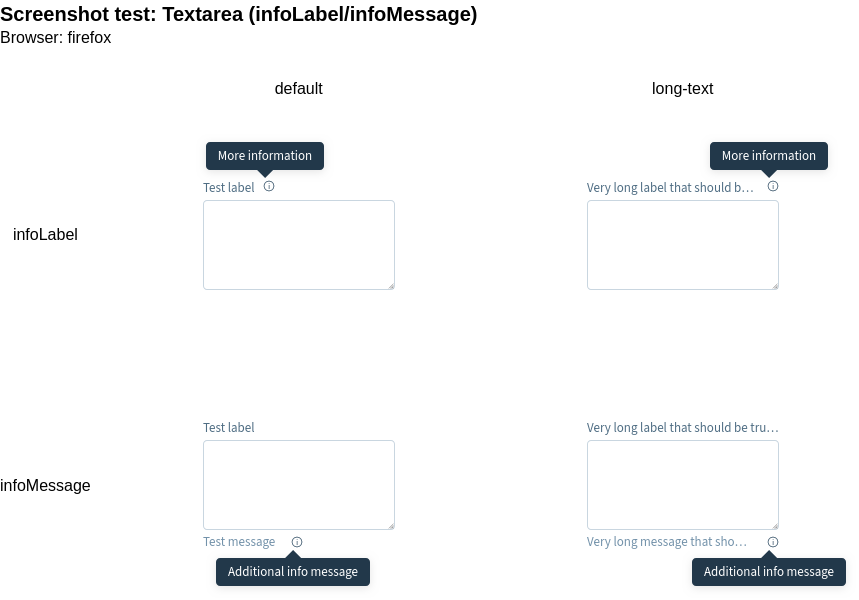 Screenshot test: Textarea (infoLabel/infoMessage)
Browser: firefox
default
long-text
More information
More information
Test label
Very long label that should b…
infoLabel
Test label
Very long label that should be tru…
infoMessage
Test message
Very long message that sho…
Additional info message
Additional info message